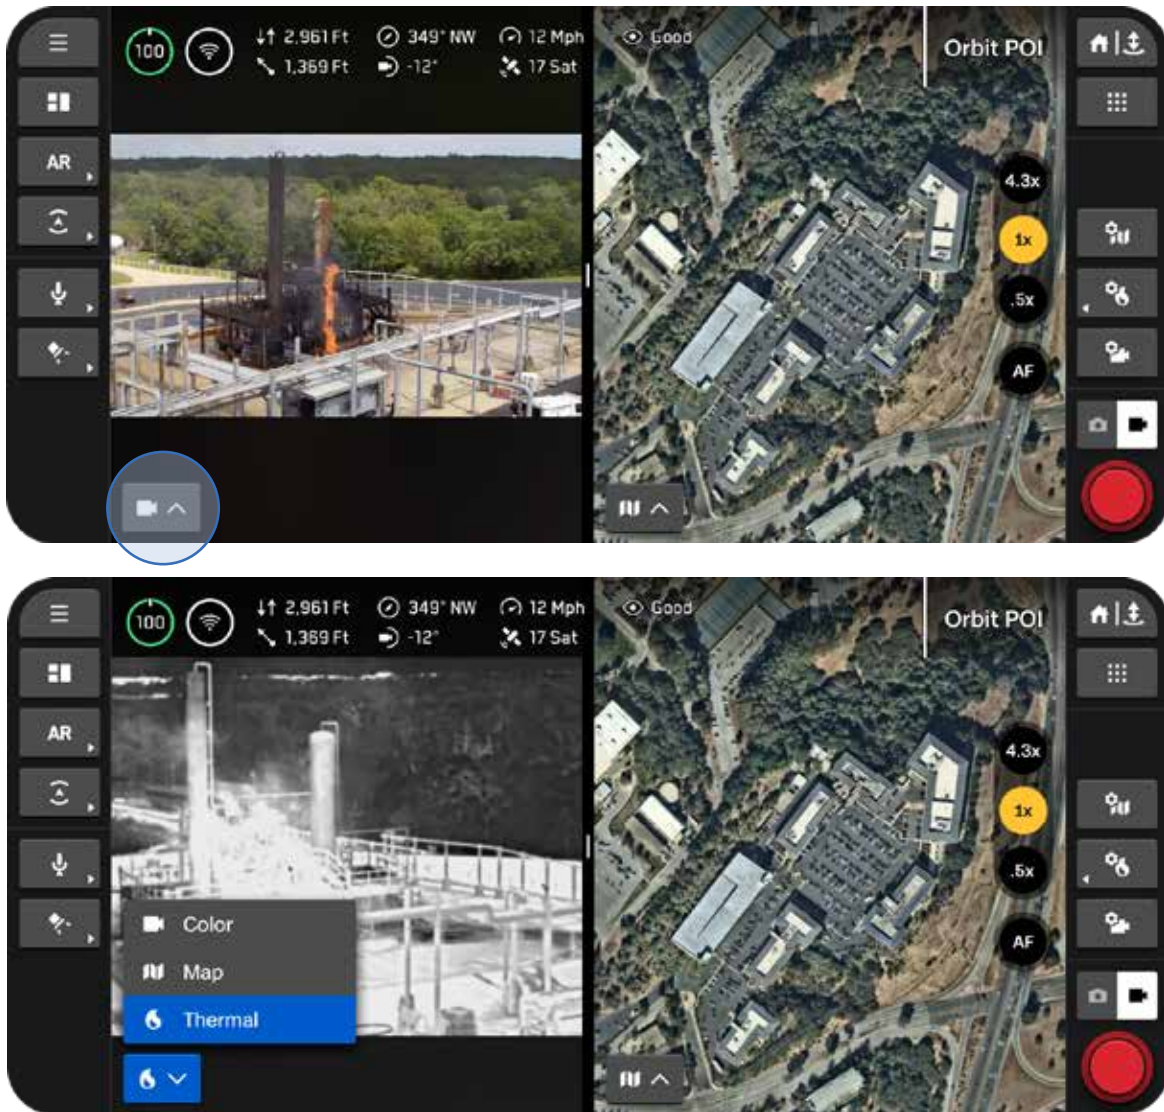 100
2,961 Ft
349° NW
12 Mph
Good
1,369 Ft
-12°
17 Sat
Orbit POI
AR
4.3x
1x
.5x
AF
100
2,961 Ft
349° NW
12 Mph
Good
1,369 Ft
-12°
17 Sat
Orbit POI
AR
4.3x
1x
.5x
AF
Color
Map
Thermal